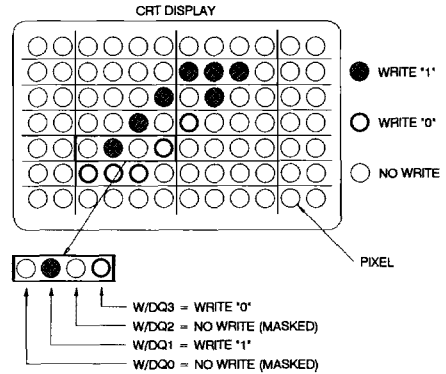 CRT DISPLAY
WRITE "1"
WRITE "0"
NO WRITE
PIXEL
W/DQ3 = WRITE "0"
W/DQ2 = NO WRITE (MASKED)
W/DQ1 = WRITE "1"
W/DQ0 = NO WRITE (MASKED)